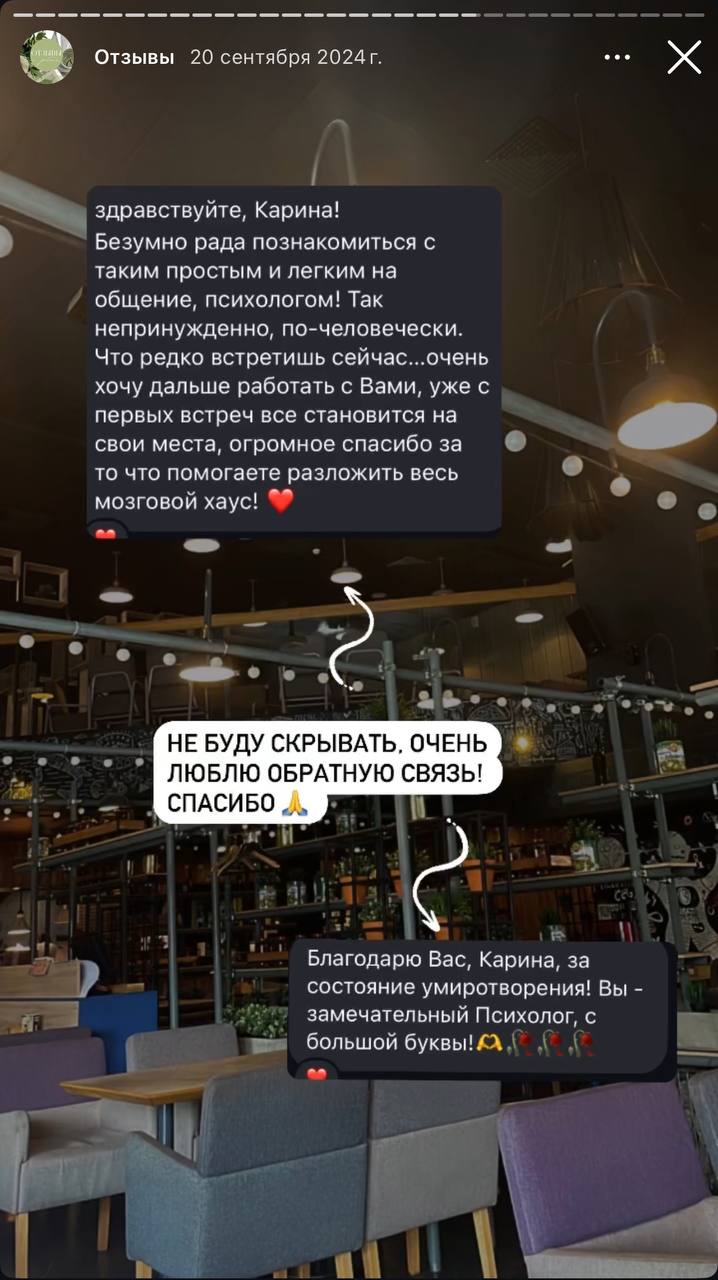 Отзывы 20 сентября 2024 г.
здравствуйте, Карина!
Безумно рада познакомиться с
таким простым и легким на
общение, психологом! Так
непринужденно, по-человечески.
Что редко встретишь сейчас...очень
хочу дальше работать с Вами, уже с
первых встреч все становится на
свои места, огромное спасибо за
то что помогаете разложить весь
мозговой хаус! ❤️
НЕ БУДУ СКРЫВАТЬ, ОЧЕНЬ
ЛЮБЛЮ ОБРАТНУЮ СВЯЗЬ!
СПАСИБО 🙏
Благодарю Вас, Карина, за
состояние умиротворения! Вы -
замечательный Психолог, с
большой буквы!🫶🥀🥀🥀